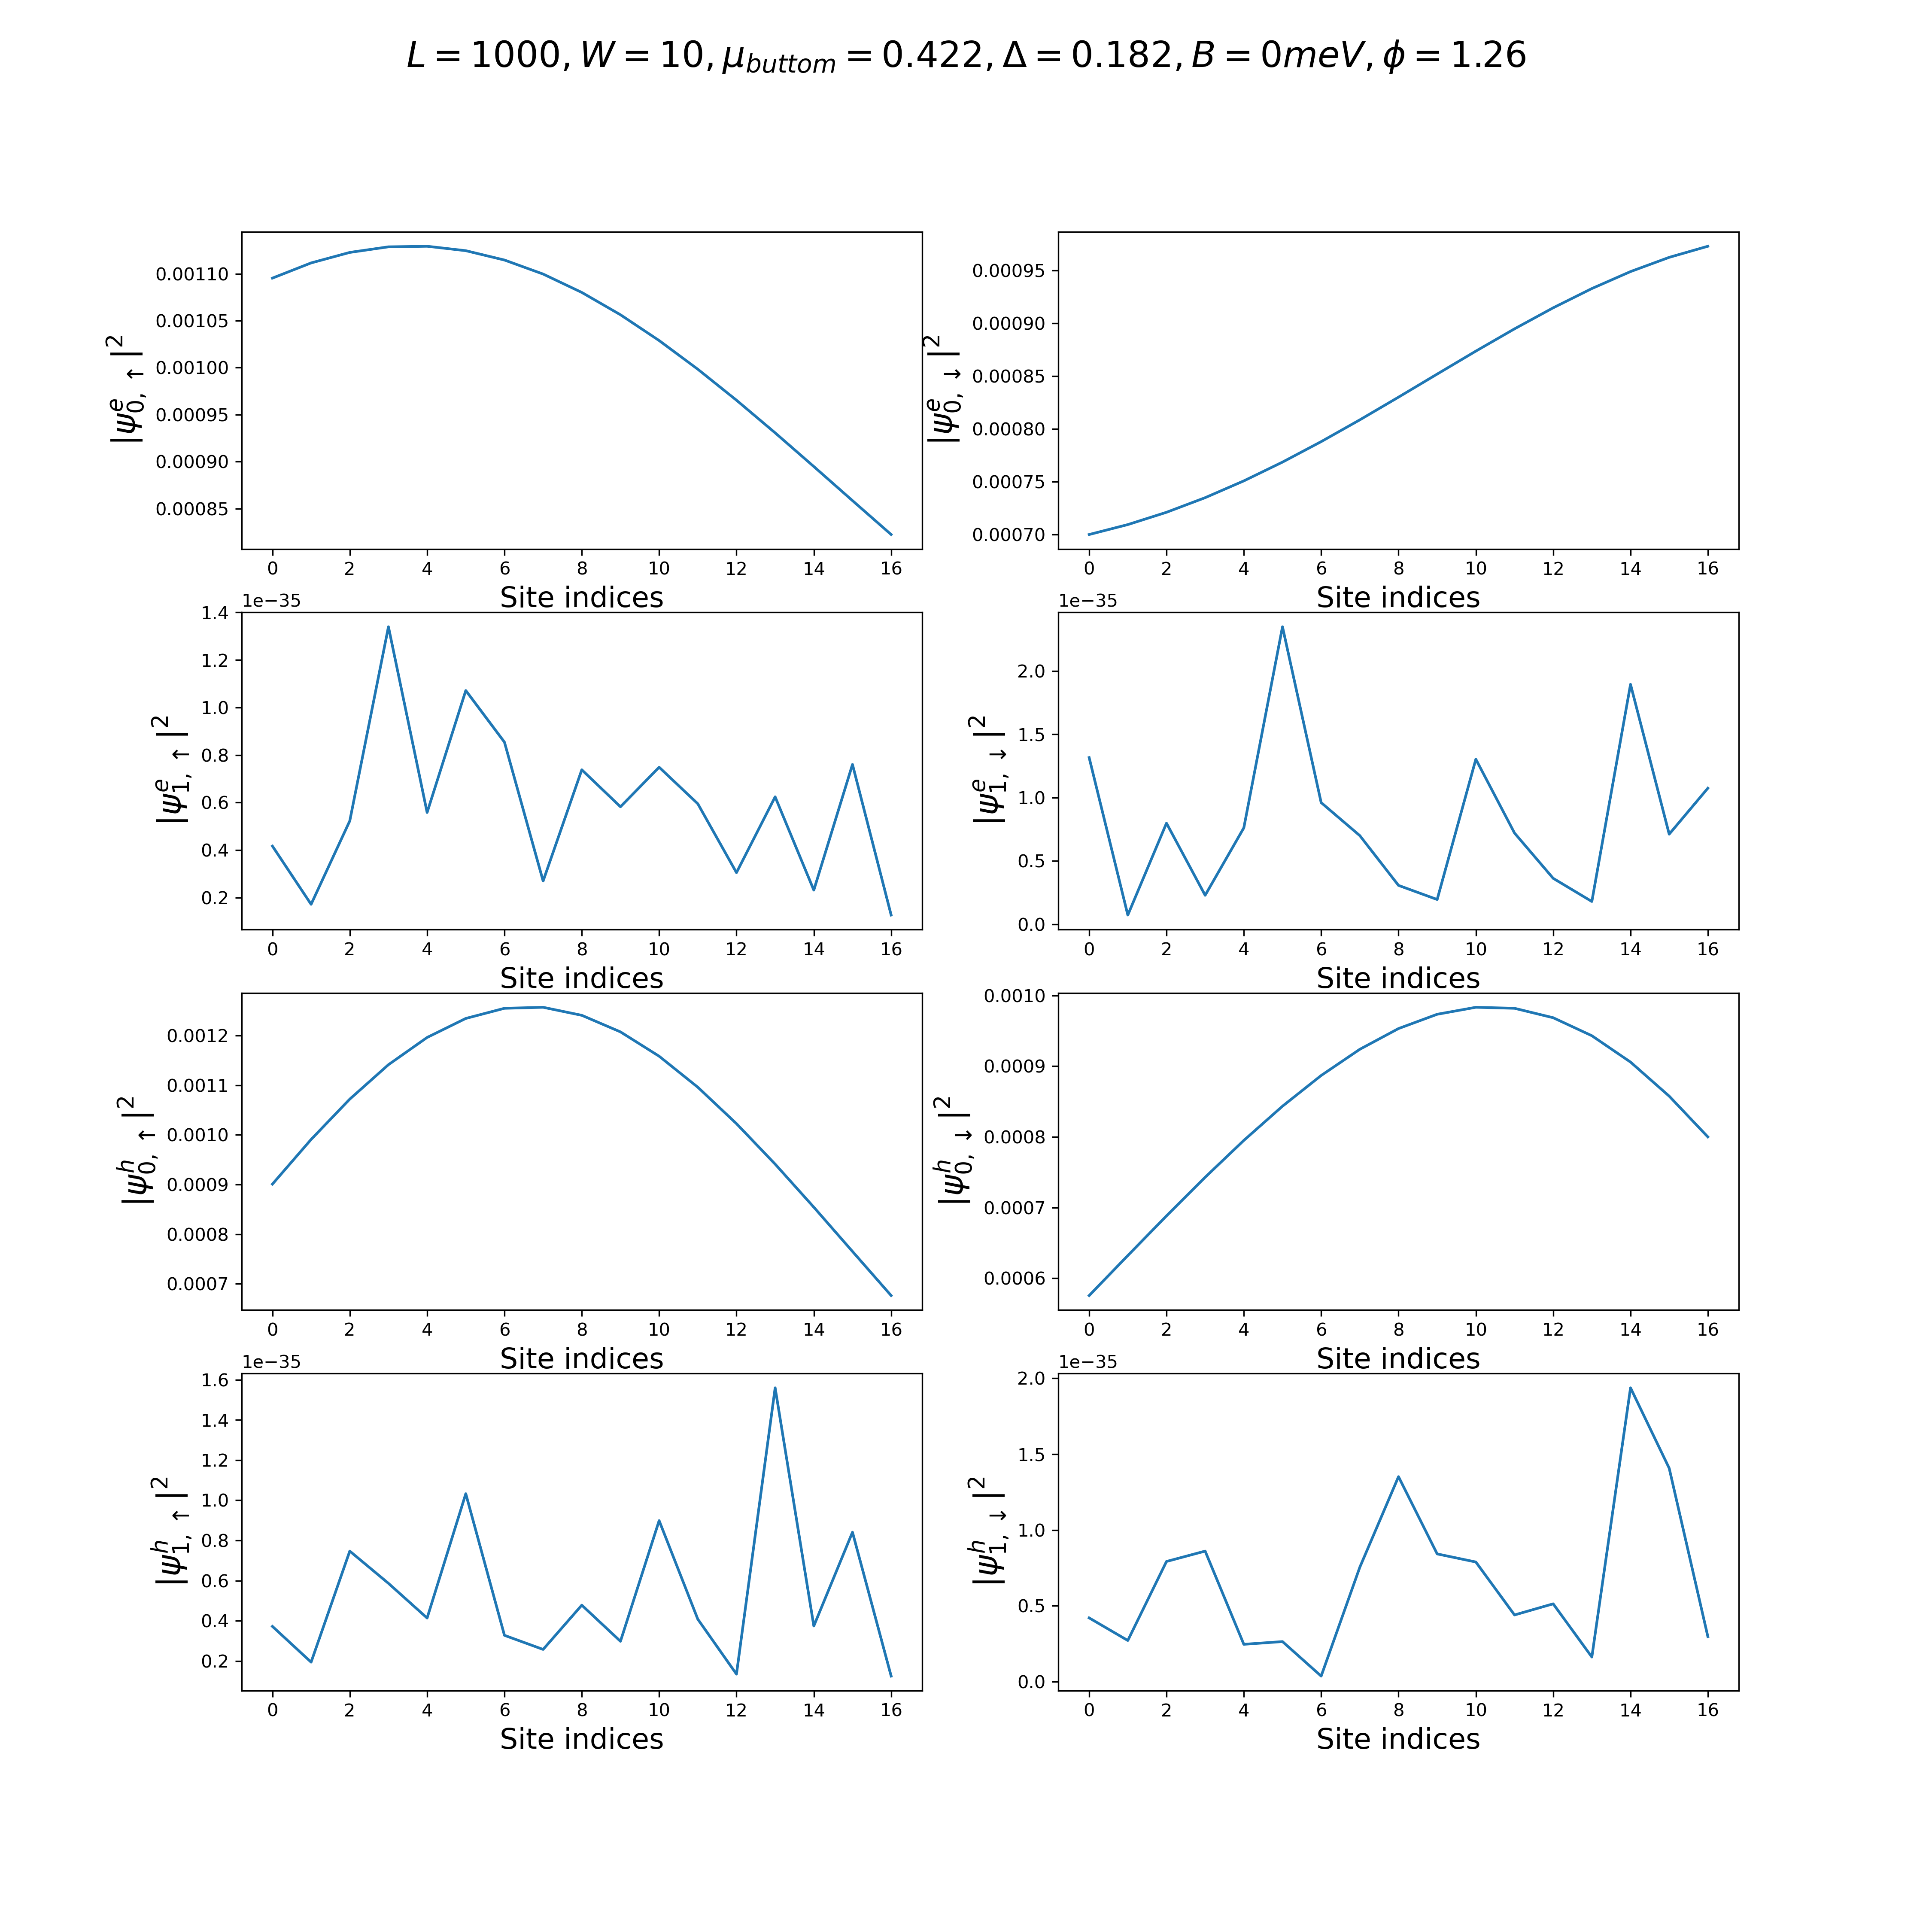 L = 1000, W = 10, μ_buttom = 0.422, Δ = 0.182, B = 0meV, ϕ = 1.26
|ψ^e_{0,↑}|^2
0.00110
0.00105
0.00100
0.00095
0.00090
0.00085
0 2 4 6 8 10 12 14 16
Site indices
|ψ^e_{0,↓}|^2
0.00095
0.00090
0.00085
0.00080
0.00075
0.00070
0 2 4 6 8 10 12 14 16
Site indices
1e−35
|ψ^e_{1,↑}|^2
1.4
1.2
1.0
0.8
0.6
0.4
0.2
0 2 4 6 8 10 12 14 16
Site indices
1e−35
|ψ^e_{1,↓}|^2
2.0
1.5
1.0
0.5
0.0
0 2 4 6 8 10 12 14 16
Site indices
|ψ^h_{0,↑}|^2
0.0012
0.0011
0.0010
0.0009
0.0008
0.0007
0 2 4 6 8 10 12 14 16
Site indices
|ψ^h_{0,↓}|^2
0.0010
0.0009
0.0008
0.0007
0.0006
0 2 4 6 8 10 12 14 16
Site indices
1e−35
|ψ^h_{1,↑}|^2
1.6
1.4
1.2
1.0
0.8
0.6
0.4
0.2
0 2 4 6 8 10 12 14 16
Site indices
1e−35
|ψ^h_{1,↓}|^2
2.0
1.5
1.0
0.5
0.0
0 2 4 6 8 10 12 14 16
Site indices